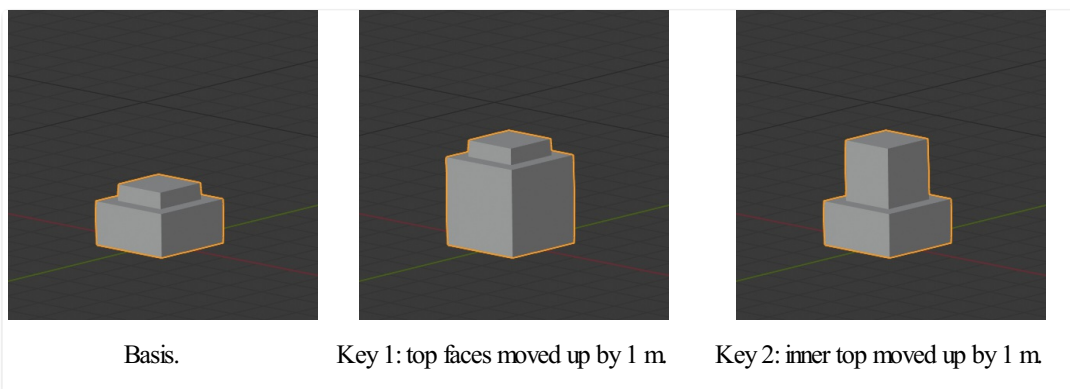 Basis.
Key 1: top faces moved up by 1 m.
Key 2: inner top moved up by 1 m.